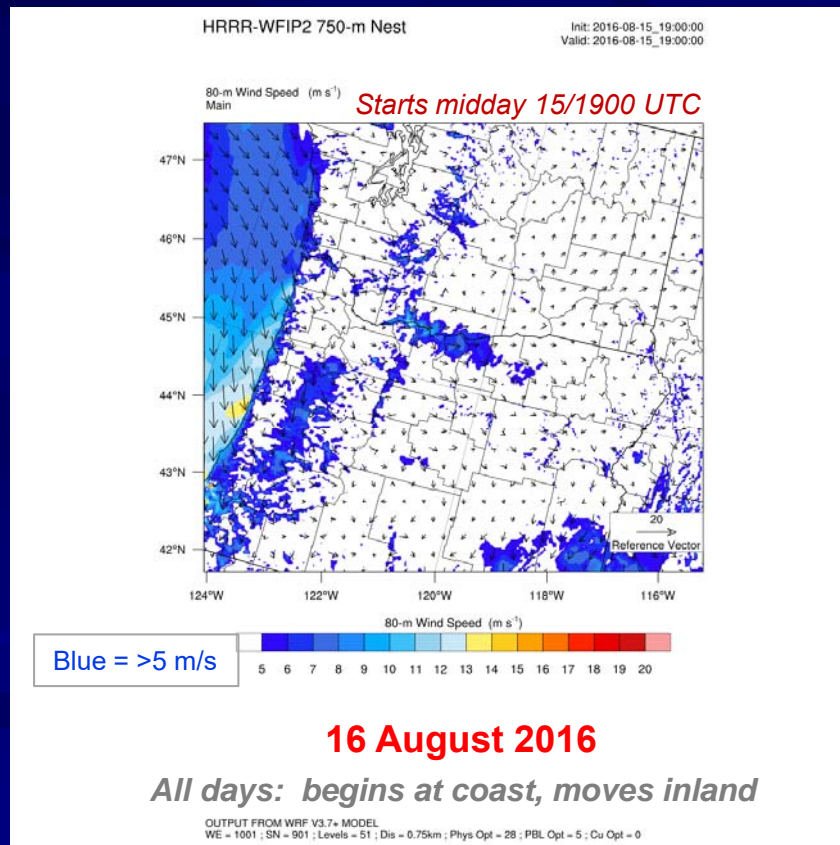 HRRR-WFIP2 750-m Nest
Init: 2016-08-15_19:00:00
Valid: 2016-08-15_19:00:00
80-m Wind Speed (m s⁻¹)
Main
Starts midday 15/1900 UTC
47°N
46°N
45°N
44°N
43°N
42°N
20
Reference Vector
124°W 122°W 120°W 118°W 116°W
80-m Wind Speed (m s⁻¹)
Blue = >5 m/s
5 6 7 8 9 10 11 12 13 14 15 16 17 18 19 20
16 August 2016
All days: begins at coast, moves inland
OUTPUT FROM WRF V3.7+ MODEL
WE = 1001 ; SN = 901 ; Levels = 51 ; Dis = 0.75km ; Phys Opt = 28 ; PBL Opt = 5 ; Cu Opt = 0